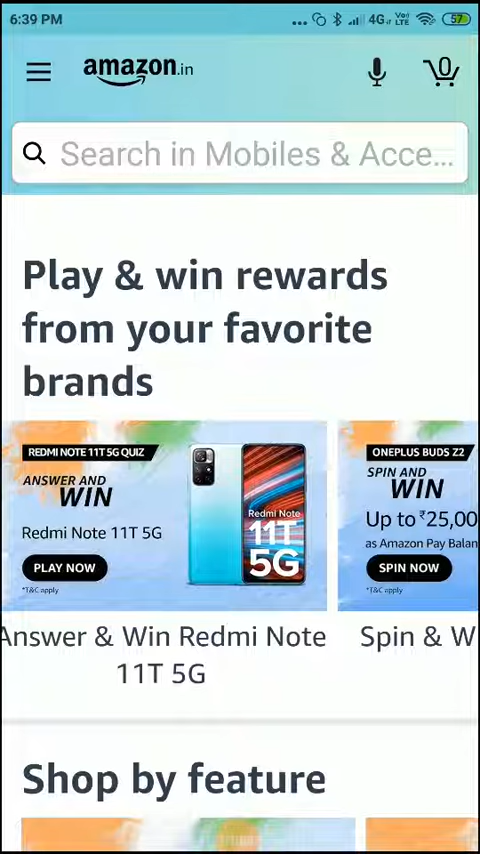 6:39 PM
4G
Vo)
LTE
57
amazon.in
0
Search in Mobiles & Acce...
Play & win rewards
from your favorite
brands
REDMI NOTE 11T 5G QUIZ
ANSWER AND
WIN
Redmi Note 11T 5G
PLAY NOW
*T&C apply
Redmi Note
11T
5G
ONEPLUS BUDS Z2
SPIN AND
WIN
Up to ₹25,00
as Amazon Pay Balan
SPIN NOW
*T&C apply
Answer & Win Redmi Note
11T 5G
Spin & W
Shop by feature